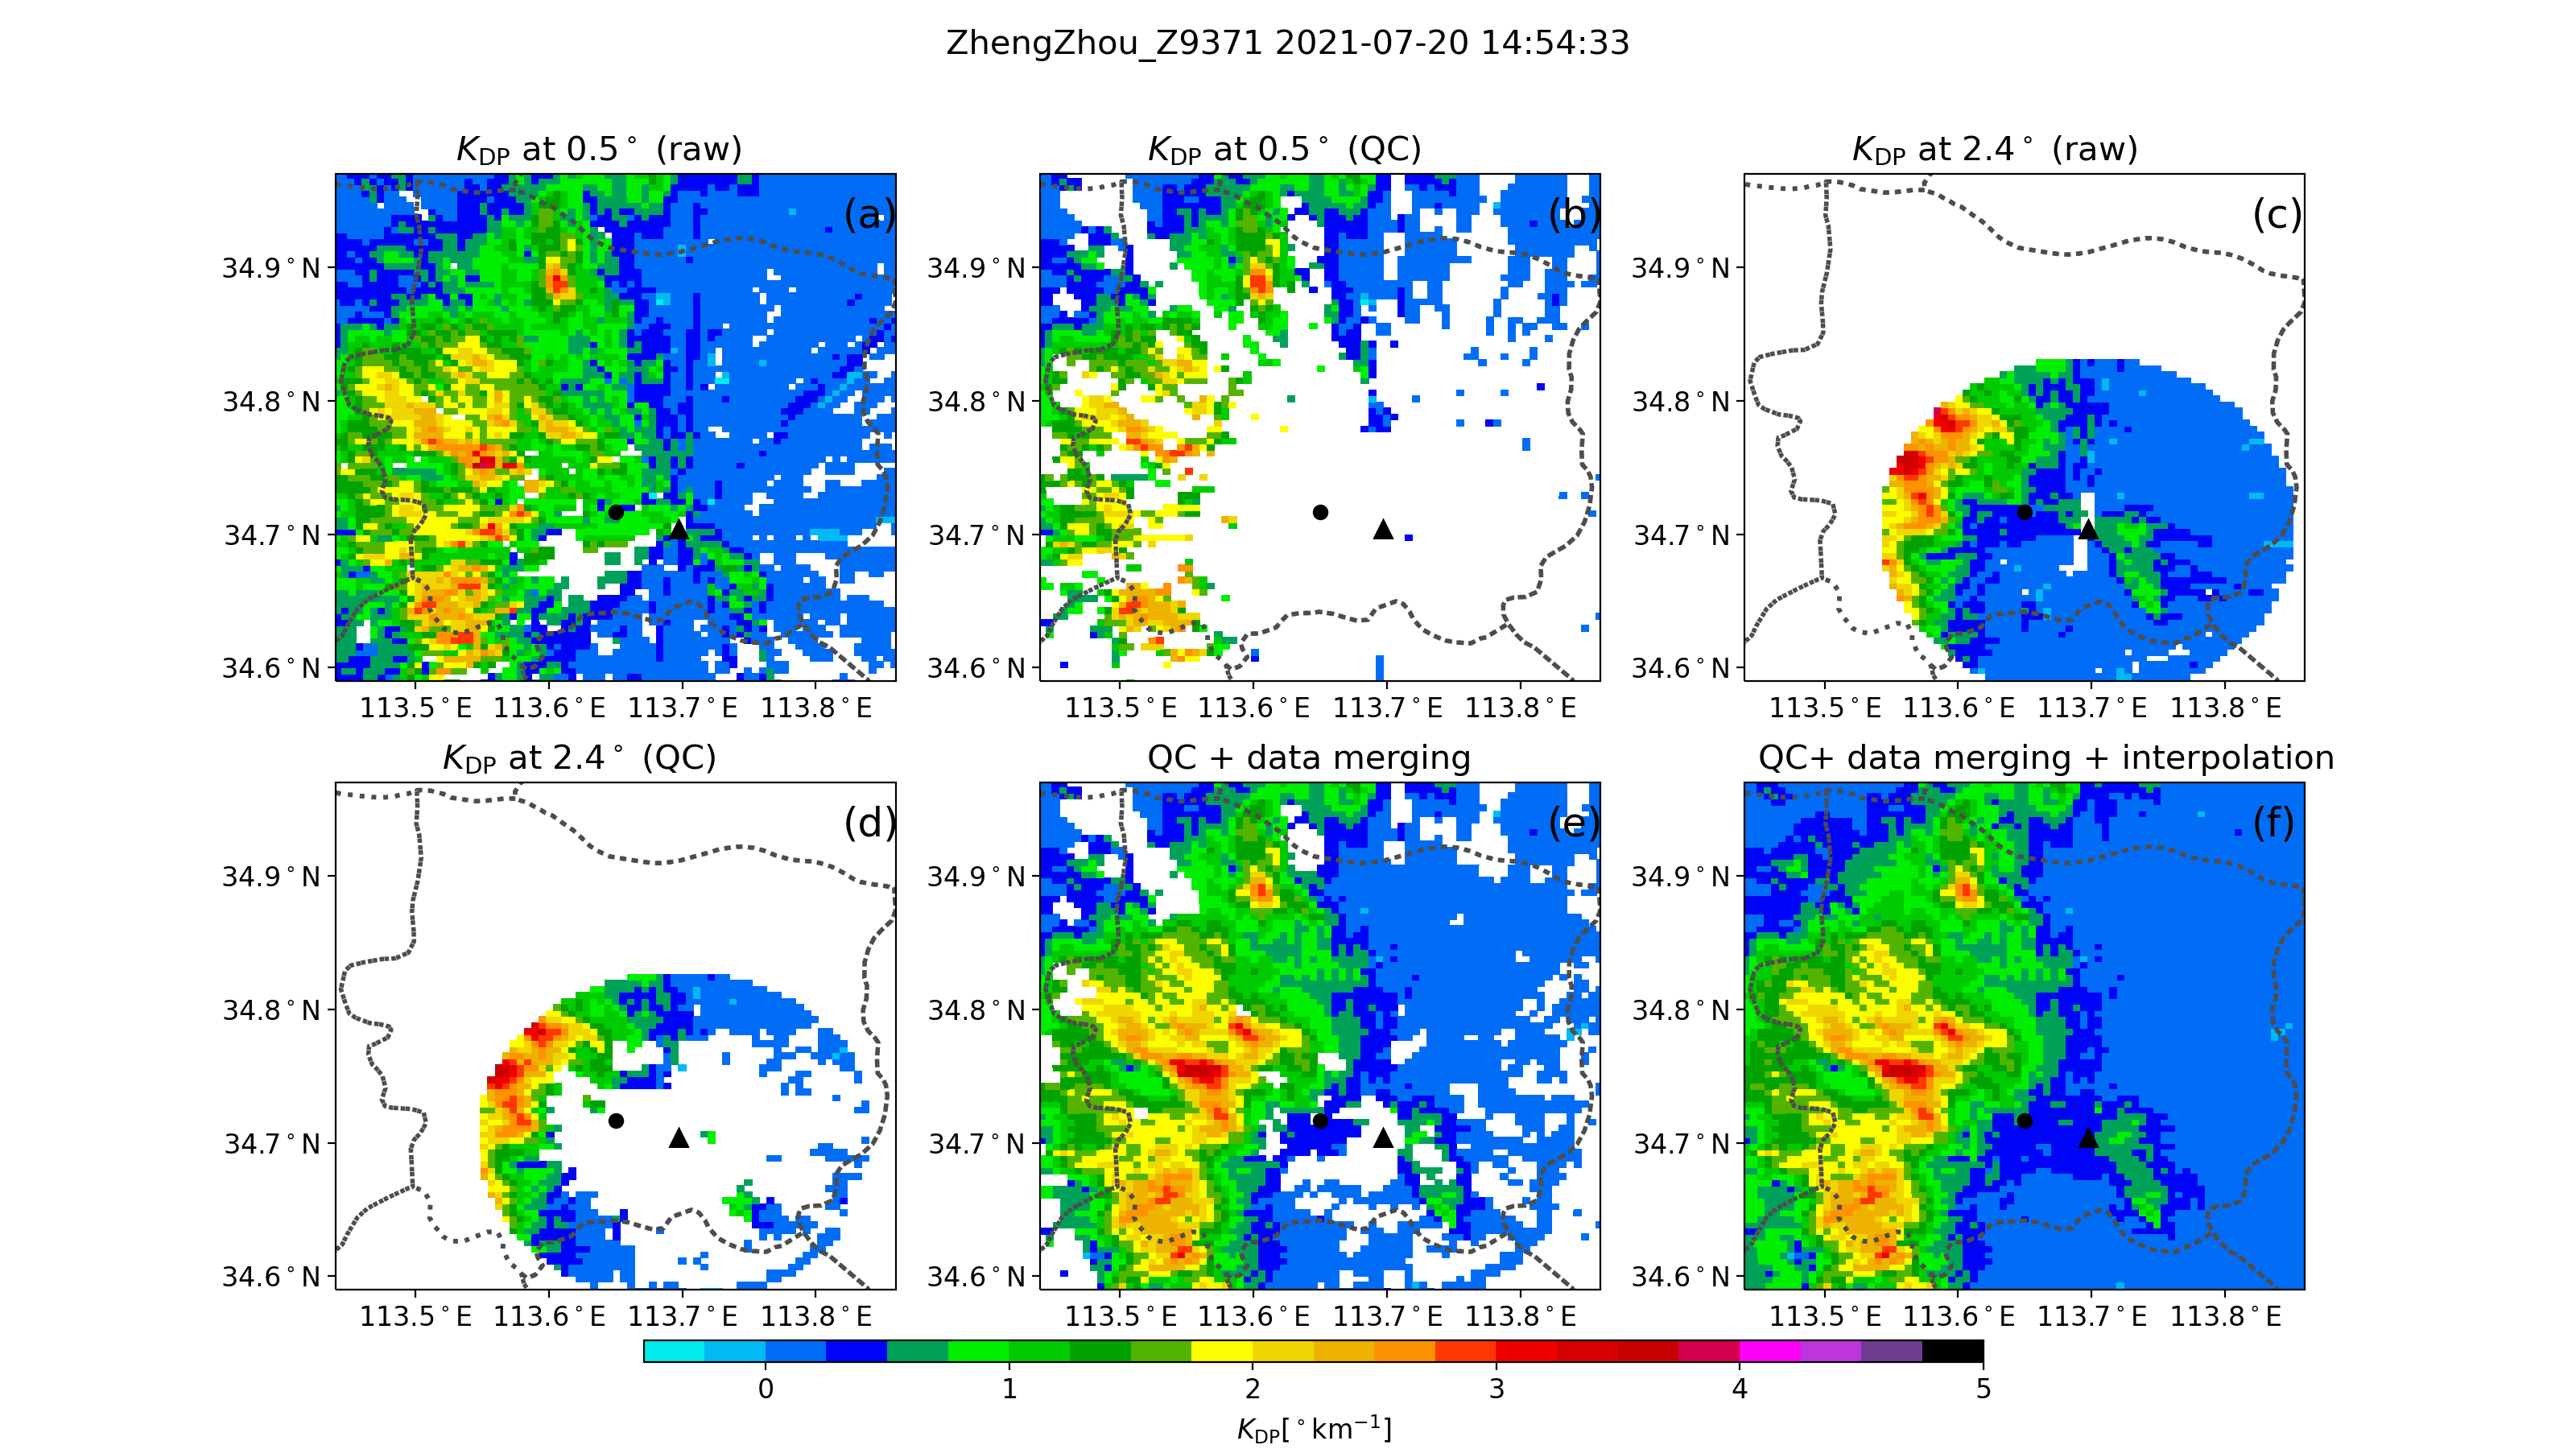 ZhengZhou_Z9371 2021-07-20 14:54:33
K_DP at 0.5° (raw)
K_DP at 0.5° (QC)
K_DP at 2.4° (raw)
(a)
(b)
(c)
34.9°N
34.8°N
34.7°N
34.6°N
34.9°N
34.8°N
34.7°N
34.6°N
34.9°N
34.8°N
34.7°N
34.6°N
113.5°E 113.6°E 113.7°E 113.8°E
113.5°E 113.6°E 113.7°E 113.8°E
113.5°E 113.6°E 113.7°E 113.8°E
K_DP at 2.4° (QC)
QC + data merging
QC+ data merging + interpolation
(d)
(e)
(f)
34.9°N
34.8°N
34.7°N
34.6°N
34.9°N
34.8°N
34.7°N
34.6°N
34.9°N
34.8°N
34.7°N
34.6°N
113.5°E 113.6°E 113.7°E 113.8°E
113.5°E 113.6°E 113.7°E 113.8°E
113.5°E 113.6°E 113.7°E 113.8°E
0 1 2 3 4 5
K_DP[°km⁻¹]